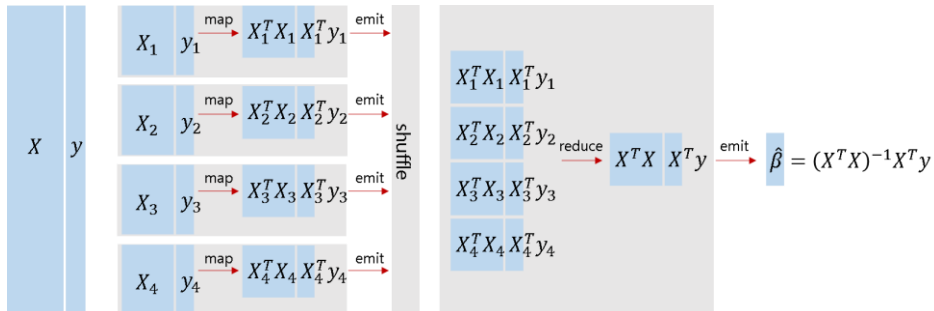 X y
X₁ y₁ map X₁ᵀX₁ X₁ᵀy₁ emit
X₂ y₂ map X₂ᵀX₂ X₂ᵀy₂ emit
X₃ y₃ map X₃ᵀX₃ X₃ᵀy₃ emit
X₄ y₄ map X₄ᵀX₄ X₄ᵀy₄ emit
shuffle
X₁ᵀX₁ X₁ᵀy₁
X₂ᵀX₂ X₂ᵀy₂
X₃ᵀX₃ X₃ᵀy₃
X₄ᵀX₄ X₄ᵀy₄
reduce XᵀX Xᵀy emit β̂ = (XᵀX)⁻¹Xᵀy